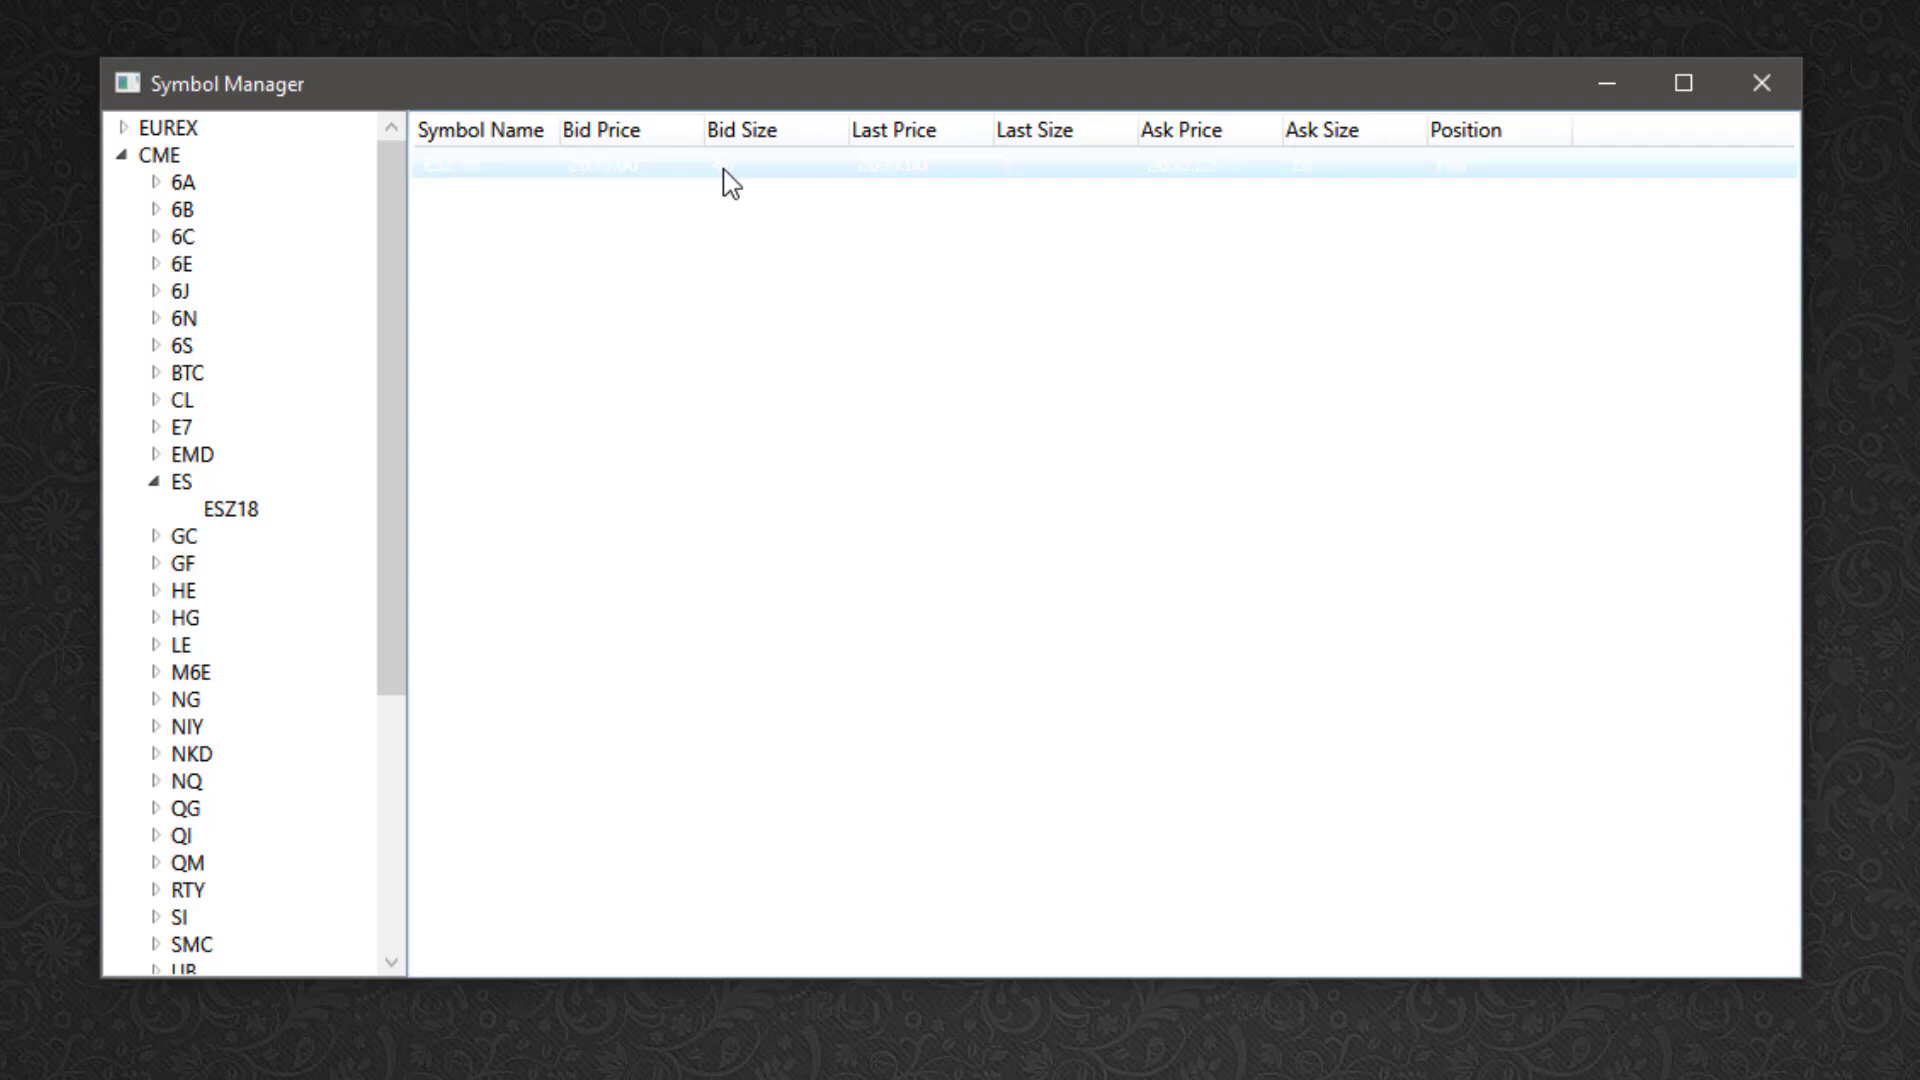 Symbol Manager
EUREX
CME
6A
6B
6C
6E
6J
6N
6S
BTC
CL
E7
EMD
ES
ESZ18
GC
GF
HE
HG
LE
M6E
NG
NIY
NKD
NQ
QG
QI
QM
RTY
SI
SMC
UB
Symbol Name Bid Price Bid Size Last Price Last Size Ask Price Ask Size Position